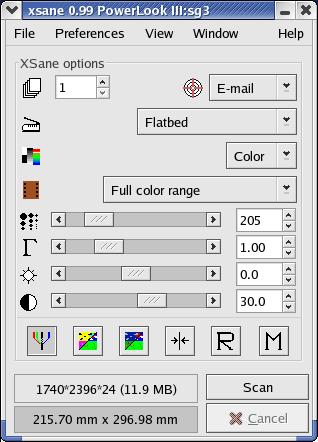 xsane 0.99 PowerLook III:sg3
File Preferences View Window Help
XSane options
1 E-mail
Flatbed
Color
Full color range
205
Γ 1.00
0.0
30.0
R M
1740*2396*24 (11.9 MB) Scan
215.70 mm x 296.98 mm Cancel